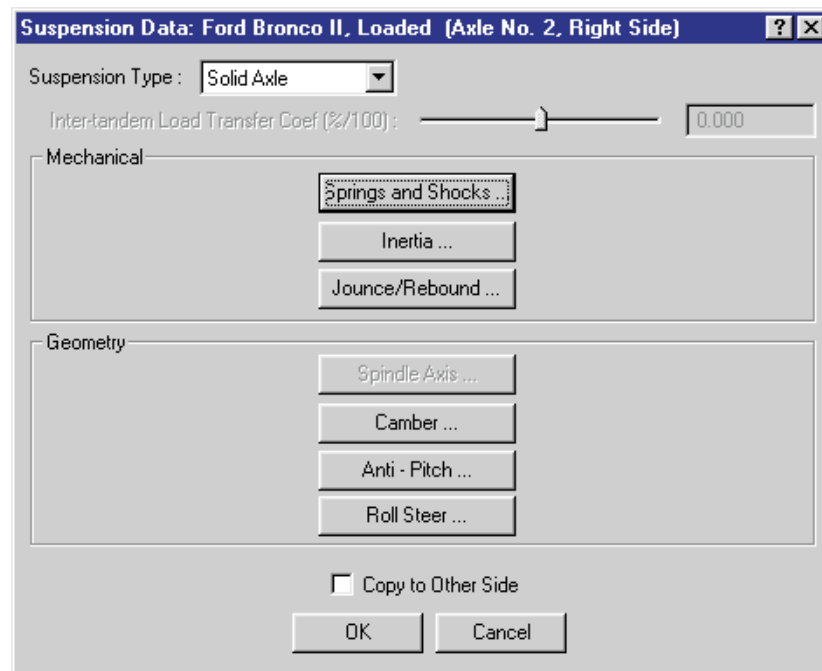 Suspension Data: Ford Bronco II, Loaded (Axle No. 2, Right Side)
Suspension Type : Solid Axle
Inter-tandem Load Transfer Coef (%/100) : 0.000
Mechanical
Springs and Shocks ...
Inertia ...
Jounce/Rebound ...
Geometry
Spindle Axis ...
Camber ...
Anti - Pitch ...
Roll Steer ...
Copy to Other Side
OK Cancel